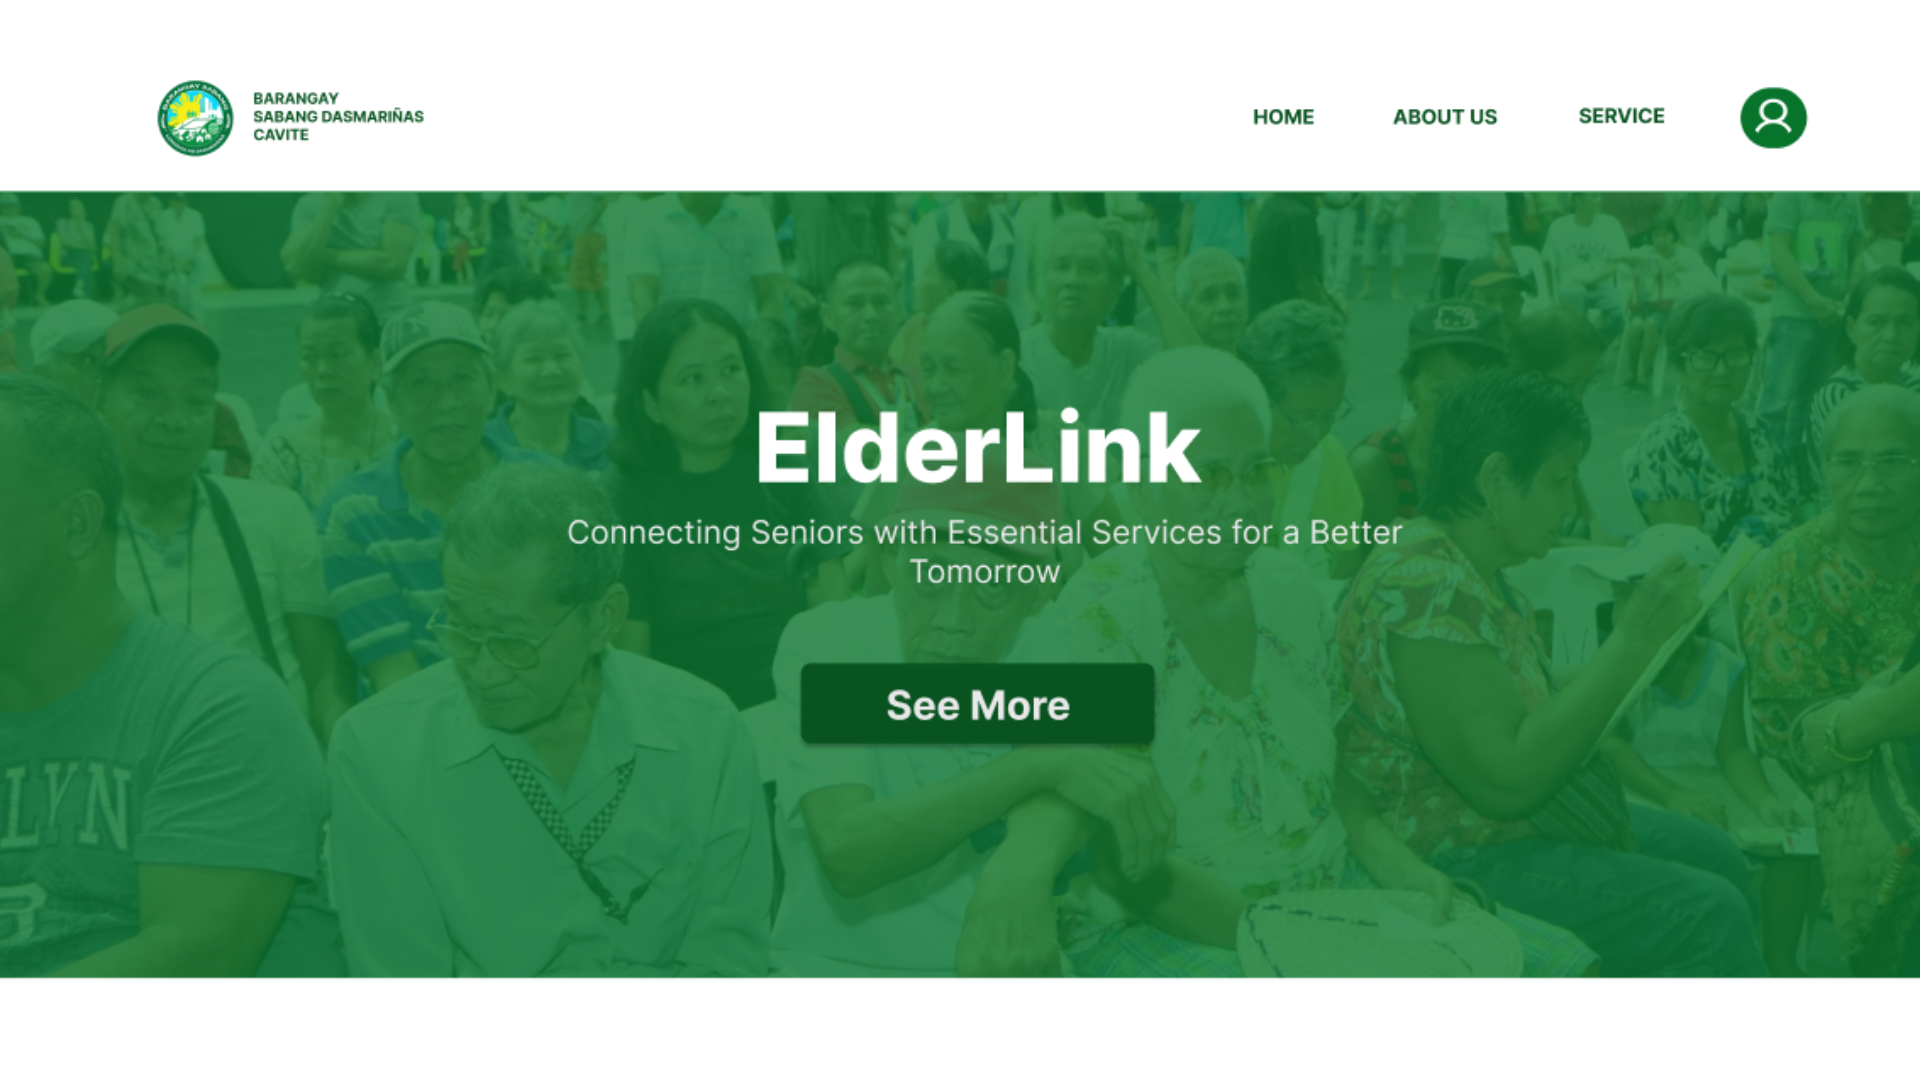 BARANGAY
SABANG DASMARIÑAS
CAVITE
HOME
ABOUT US
SERVICE
ElderLink
Connecting Seniors with Essential Services for a Better
Tomorrow
See More
LYN